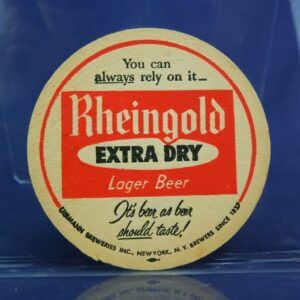 You can
always rely on it—
Rheingold
EXTRA DRY
Lager Beer
It's beer as beer
should taste!
LIEBMANN BREWERIES INC., NEW YORK, N. Y. BREWERS SINCE 1837